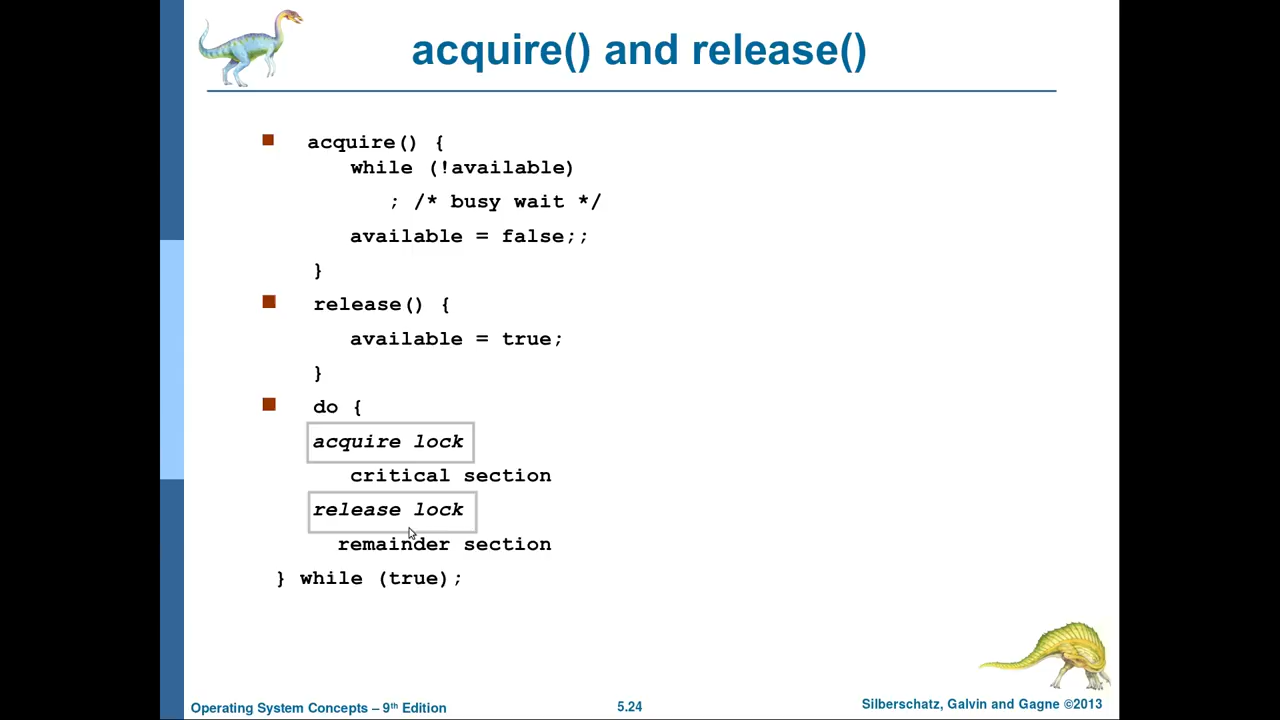 acquire() and release()
acquire() {
while (!available)
; /* busy wait */
available = false;;
}
release() {
available = true;
}
do {
acquire lock
critical section
release lock
remainder section
} while (true);
Operating System Concepts – 9th Edition
5.24
Silberschatz, Galvin and Gagne ©2013